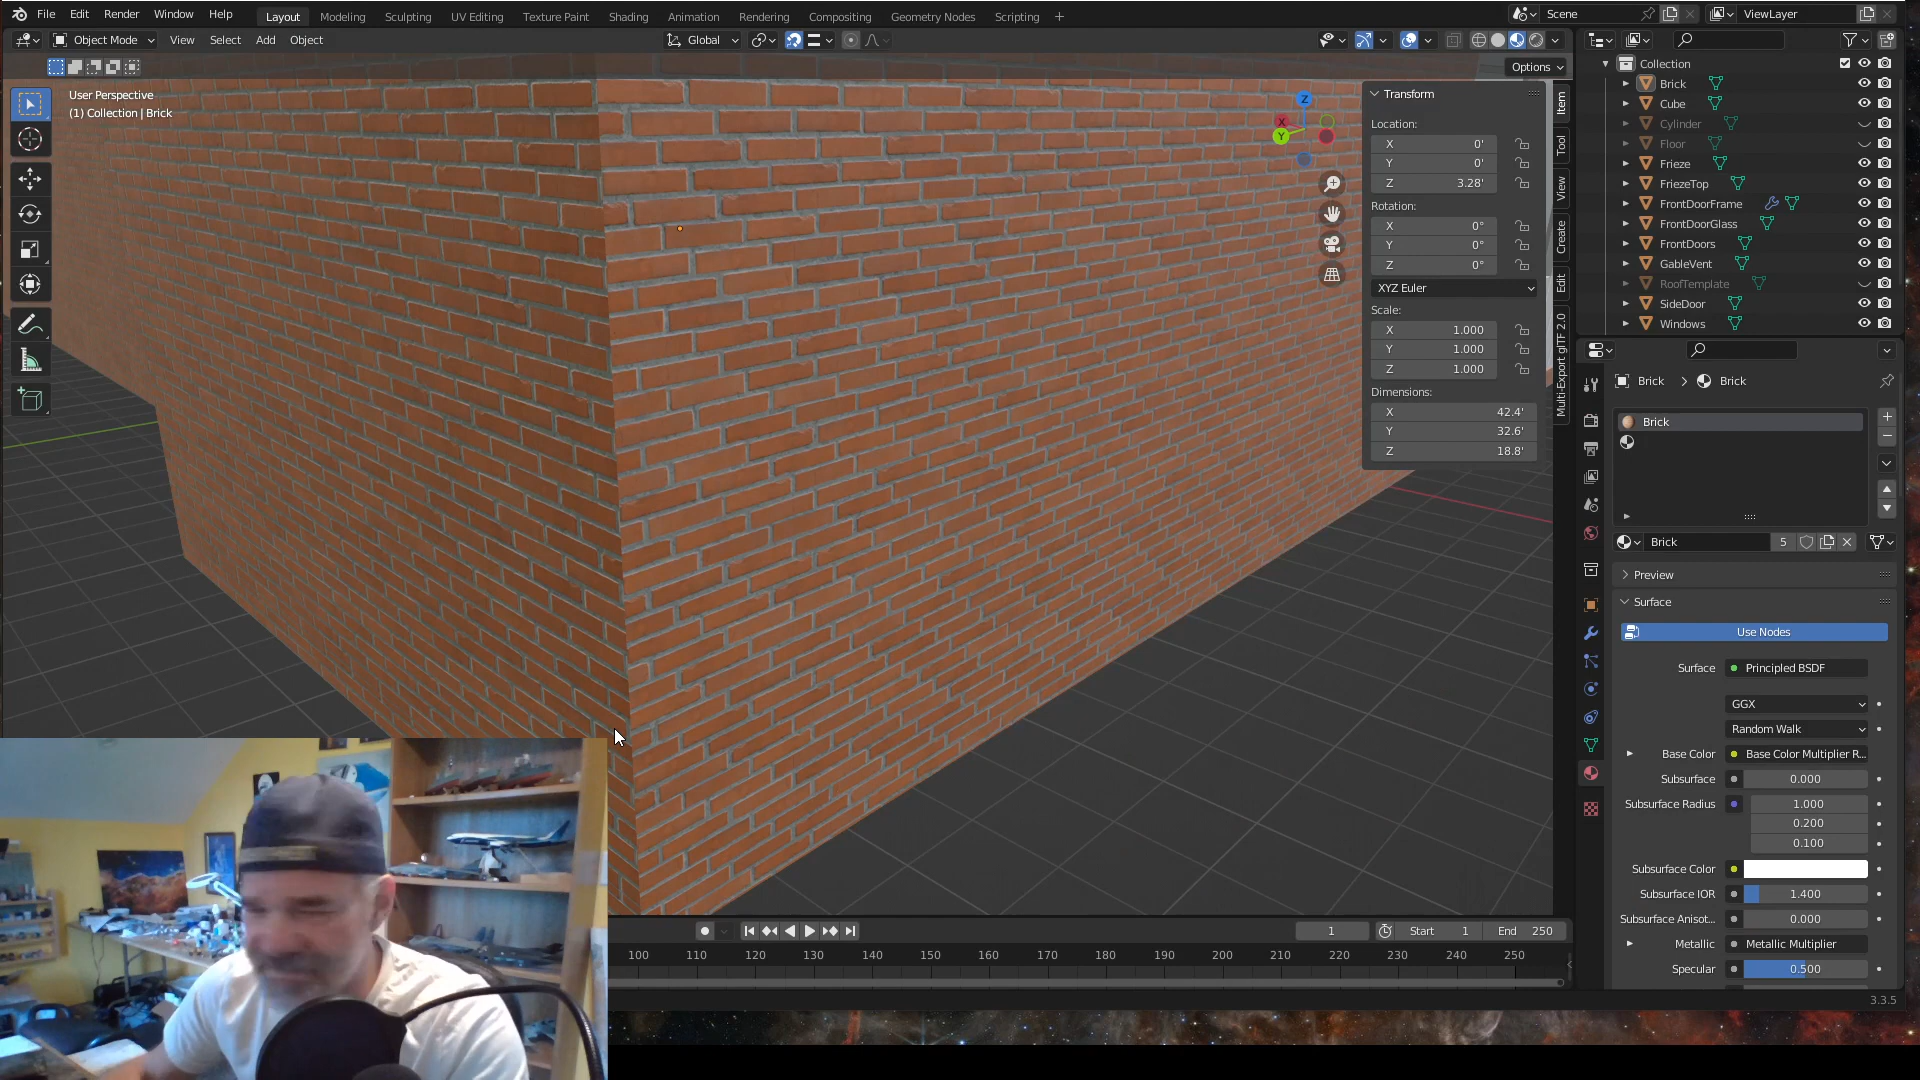 File Edit Render Window Help Layout Modeling Sculpting UV Editing Texture Paint Shading Animation Rendering Compositing Geometry Nodes Scripting + Scene ViewLayer
Object Mode View Select Add Object Global
Options
User Perspective
(1) Collection | Brick
Transform
Location:
X 0'
Y 0'
Z 3.28'
Rotation:
X 0°
Y 0°
Z 0°
XYZ Euler
Scale:
X 1.000
Y 1.000
Z 1.000
Dimensions:
X 42.4'
Y 32.6'
Z 18.8'
Item
Tool
View
Create
Edit
Multi-Export glTF 2.0
Z
X
Y
Collection
Brick
Cube
Cylinder
Floor
Frieze
FriezeTop
FrontDoorFrame
FrontDoorGlass
FrontDoors
GableVent
RoofTemplate
SideDoor
Windows
Brick > Brick
Brick
Brick 5
Preview
Surface
Use Nodes
Surface Principled BSDF
GGX
Random Walk
Base Color Base Color Multiplier R...
Subsurface 0.000
Subsurface Radius 1.000
0.200
0.100
Subsurface Color
Subsurface IOR 1.400
Subsurface Anisot... 0.000
Metallic Metallic Multiplier
Specular 0.500
1 Start 1 End 250
100 110 120 130 140 150 160 170 180 190 200 210 220 230 240 250
3.3.5